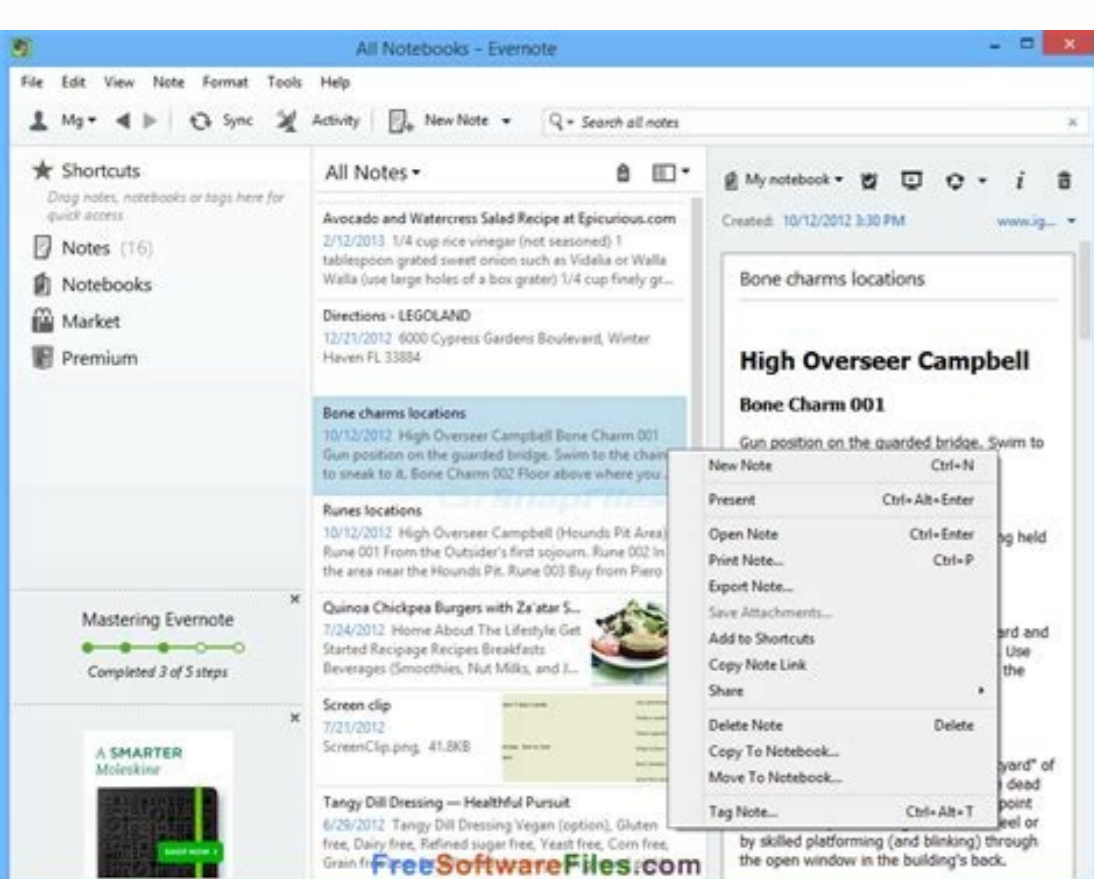 All Notebooks - Evernote
File Edit View Note Format Tools Help
Mg Sync Activity New Note Search all notes
Shortcuts
Drag notes, notebooks or tags here for
quick access
Notes (16)
Notebooks
Market
Premium
Mastering Evernote
Completed 3 of 5 steps
A SMARTER
Moleskine
SHOP NOW
All Notes
Avocado and Watercress Salad Recipe at Epicurious.com
2/12/2013 1/4 cup rice vinegar (not seasoned) 1
tablespoon grated sweet onion such as Vidalia or Walla
Walla (use large holes of a box grater) 1/4 cup finely gr...
Directions - LEGOLAND
12/21/2012 6000 Cypress Gardens Boulevard, Winter
Haven FL 33884
Bone charms locations
10/12/2012 High Overseer Campbell Bone Charm 001
Gun position on the guarded bridge. Swim to the chain
to sneak to it. Bone Charm 002 Floor above where you...
Runes locations
10/12/2012 High Overseer Campbell (Hounds Pit Area)
Rune 001 From the Outsider's first sojourn. Rune 002 In
the area near the Hounds Pit. Rune 003 Buy from Piero
Quinoa Chickpea Burgers with Za'atar S...
7/24/2012 Home About The Lifestyle Get
Started Recipage Recipes Breakfasts
Beverages (Smoothies, Nut Milks, and J...
Screen clip
7/21/2012
ScreenClip.png, 41.8KB
Tangy Dill Dressing — Healthful Pursuit
6/29/2012 Tangy Dill Dressing Vegan (option), Gluten
free, Dairy free, Refined sugar free, Yeast free, Corn free,
Grain
FreeSoftwareFiles.com
My notebook
Created: 10/12/2012 3:30 PM www.ig...
Bone charms locations
High Overseer Campbell
Bone Charm 001
Gun position on the guarded bridge. Swim to
New Note Ctrl+N
Present Ctrl+Alt+Enter
Open Note Ctrl+Enter
Print Note... Ctrl+P
Export Note...
Save Attachments...
Add to Shortcuts
Copy Note Link
Share
Delete Note Delete
Copy To Notebook...
Move To Notebook...
Tag Note... Ctrl+Alt+T
held
and
Use
the
yard" of
dead
point
or
by skilled platforming (and blinking) through
the open window in the building's back.